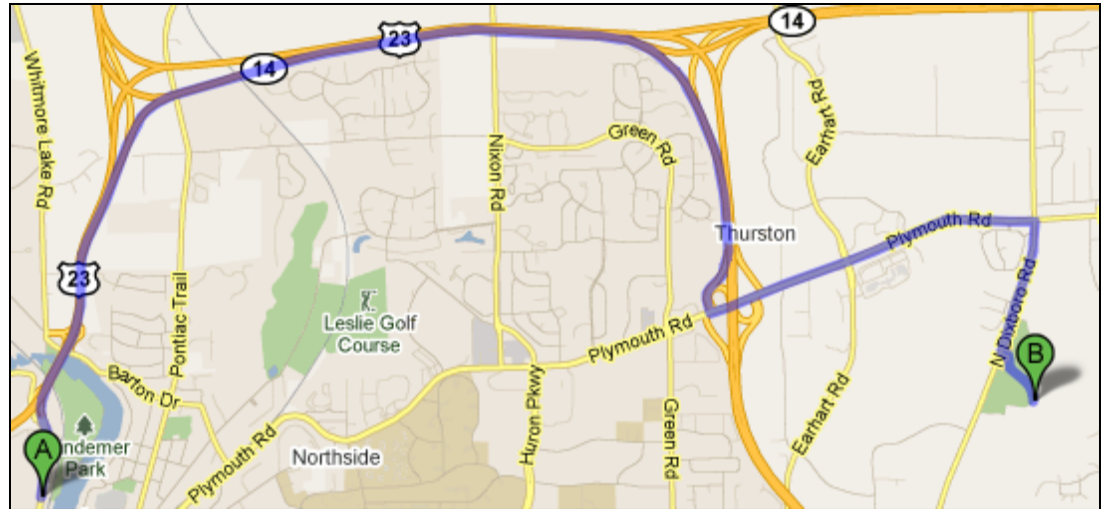 14
23
14
Whitmore Lake Rd
Earhart Rd
Green Rd
Nixon Rd
Plymouth Rd
Thurston
23
Pontiac Trail
N Dixboro Rd
Leslie Golf
Course
Plymouth Rd
B
Barton Dr
Huron Pkwy
Green Rd
Earhart Rd
A
ndemer
Park
Northside
Plymouth Rd